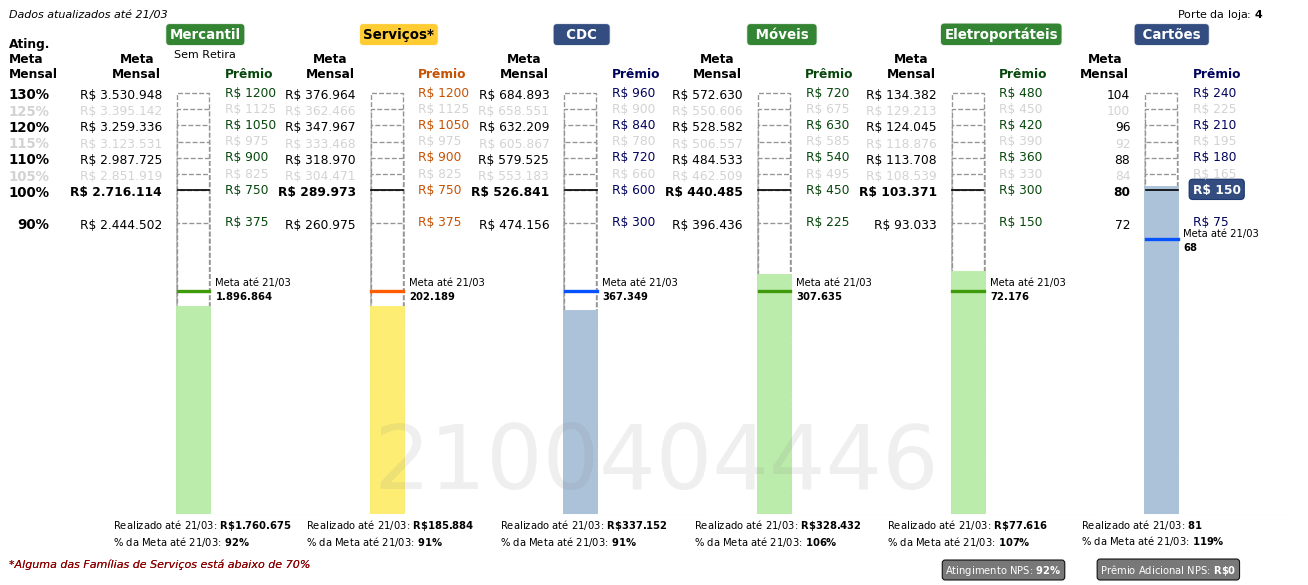 Dados atualizados até 21/03
Porte da loja: 4
Mercantil Serviços* CDC Móveis Eletroportáteis Cartões
Sem Retira
Ating. Meta Mensal
Meta Mensal Prêmio Meta Mensal Prêmio Meta Mensal Prêmio Meta Mensal Prêmio Meta Mensal Prêmio Meta Mensal Prêmio
130% R$ 3.530.948 R$ 1200 R$ 376.964 R$ 1200 R$ 684.893 R$ 960 R$ 572.630 R$ 720 R$ 134.382 R$ 480 104 R$ 240
125% R$ 3.395.142 R$ 1125 R$ 362.466 R$ 1125 R$ 658.551 R$ 900 R$ 550.606 R$ 675 R$ 129.213 R$ 450 100 R$ 225
120% R$ 3.259.336 R$ 1050 R$ 347.967 R$ 1050 R$ 632.209 R$ 840 R$ 528.582 R$ 630 R$ 124.045 R$ 420 96 R$ 210
115% R$ 3.123.531 R$ 975 R$ 333.468 R$ 975 R$ 605.867 R$ 780 R$ 506.557 R$ 585 R$ 118.876 R$ 390 92 R$ 195
110% R$ 2.987.725 R$ 900 R$ 318.970 R$ 900 R$ 579.525 R$ 720 R$ 484.533 R$ 540 R$ 113.708 R$ 360 88 R$ 180
105% R$ 2.851.919 R$ 825 R$ 304.471 R$ 825 R$ 553.183 R$ 660 R$ 462.509 R$ 495 R$ 108.539 R$ 330 84 R$ 165
100% R$ 2.716.114 R$ 750 R$ 289.973 R$ 750 R$ 526.841 R$ 600 R$ 440.485 R$ 450 R$ 103.371 R$ 300 80 R$ 150
90% R$ 2.444.502 R$ 375 R$ 260.975 R$ 375 R$ 474.156 R$ 300 R$ 396.436 R$ 225 R$ 93.033 R$ 150 72 R$ 75
Meta até 21/03
68
Meta até 21/03 Meta até 21/03 Meta até 21/03 Meta até 21/03 Meta até 21/03
1.896.864 202.189 367.349 307.635 72.176
2100404446
Realizado até 21/03: R$1.760.675 Realizado até 21/03: R$185.884 Realizado até 21/03: R$337.152 Realizado até 21/03: R$328.432 Realizado até 21/03: R$77.616 Realizado até 21/03: 81
% da Meta até 21/03: 92% % da Meta até 21/03: 91% % da Meta até 21/03: 91% % da Meta até 21/03: 106% % da Meta até 21/03: 107% % da Meta até 21/03: 119%
*Alguma das Famílias de Serviços está abaixo de 70%
Atingimento NPS: 92% Prêmio Adicional NPS: R$0